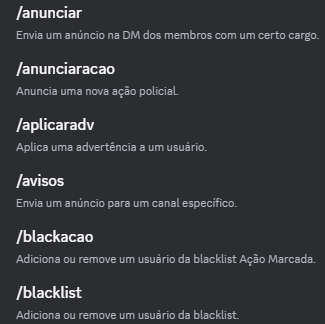 /anunciar
Envia um anúncio na DM dos membros com um certo cargo.
/anunciaracao
Anuncia uma nova ação policial.
/aplicaradv
Aplica uma advertência a um usuário.
/avisos
Envia um anúncio para um canal específico.
/blackacao
Adiciona ou remove um usuário da blacklist Ação Marcada.
/blacklist
Adiciona ou remove um usuário da blacklist.